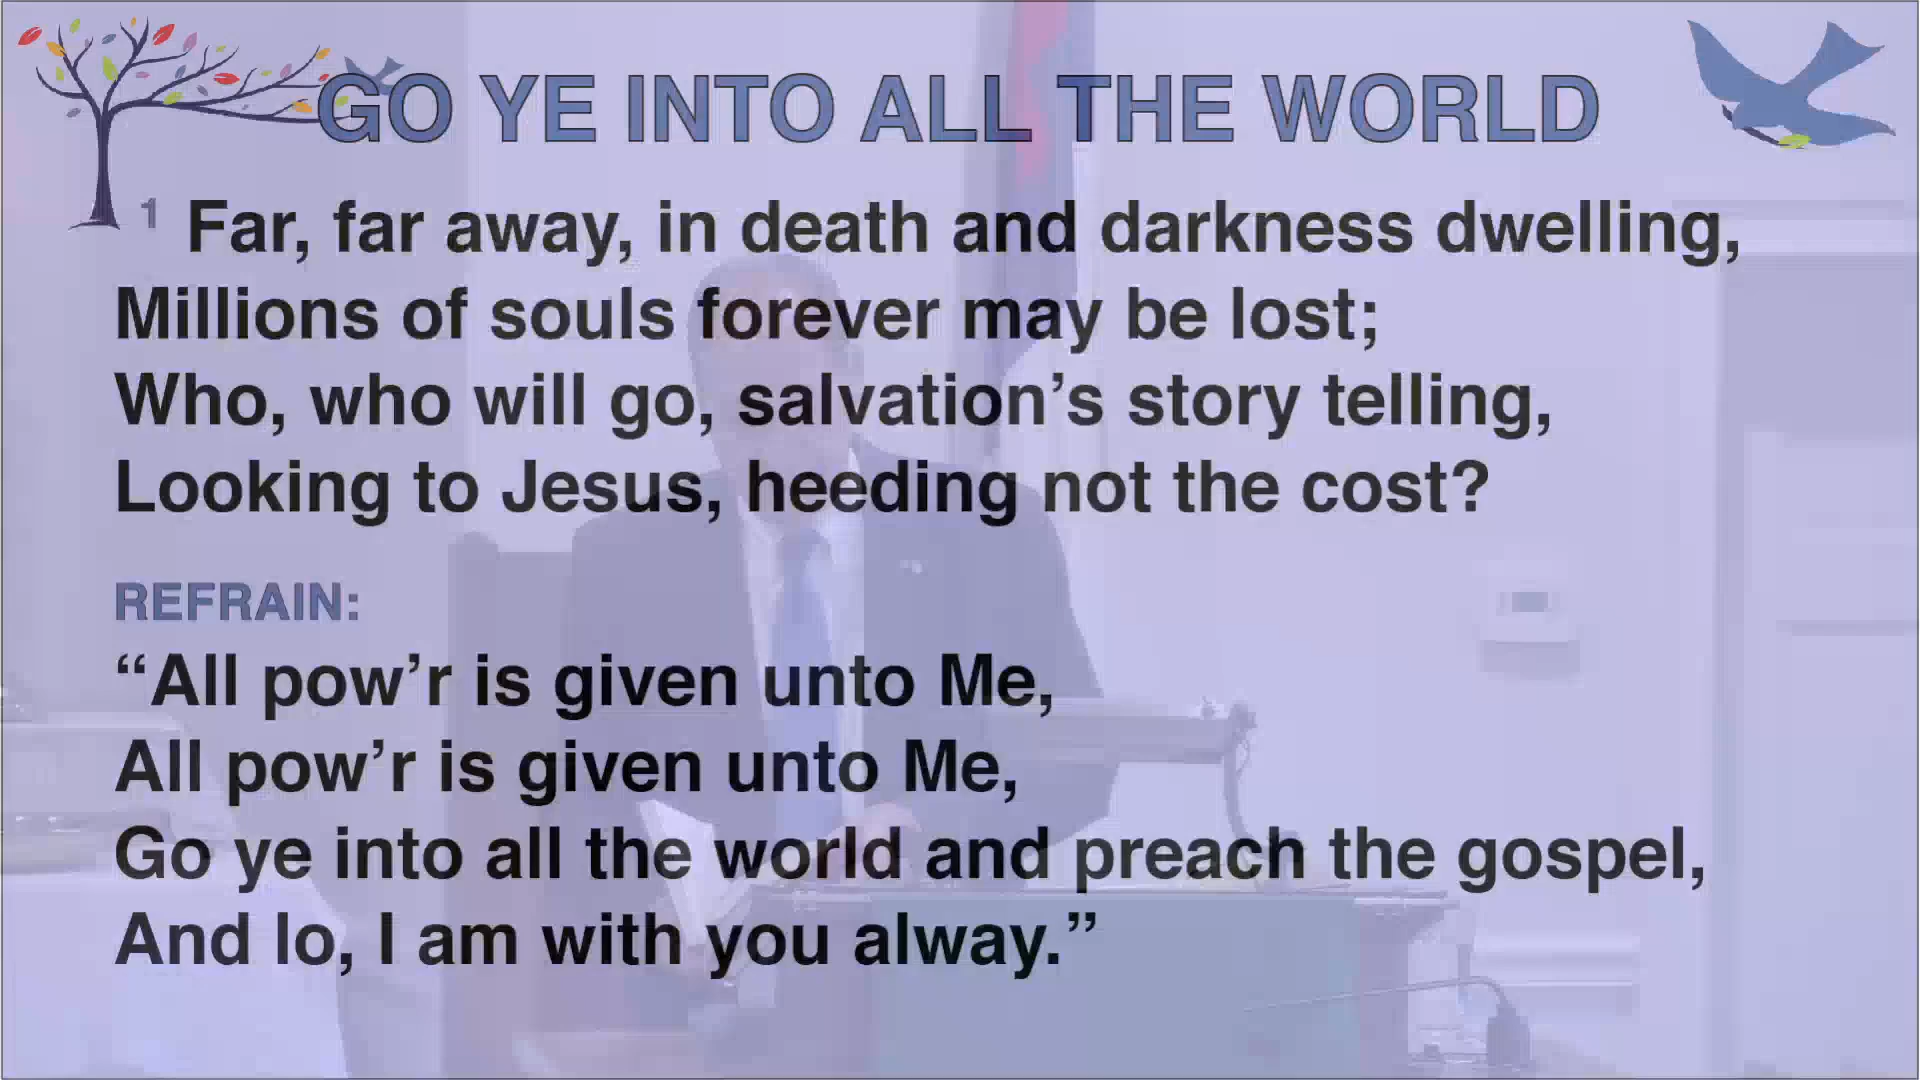 GO YE INTO ALL THE WORLD
1 Far, far away, in death and darkness dwelling,
Millions of souls forever may be lost;
Who, who will go, salvation’s story telling,
Looking to Jesus, heeding not the cost?
REFRAIN:
“All pow’r is given unto Me,
All pow’r is given unto Me,
Go ye into all the world and preach the gospel,
And lo, I am with you alway.”